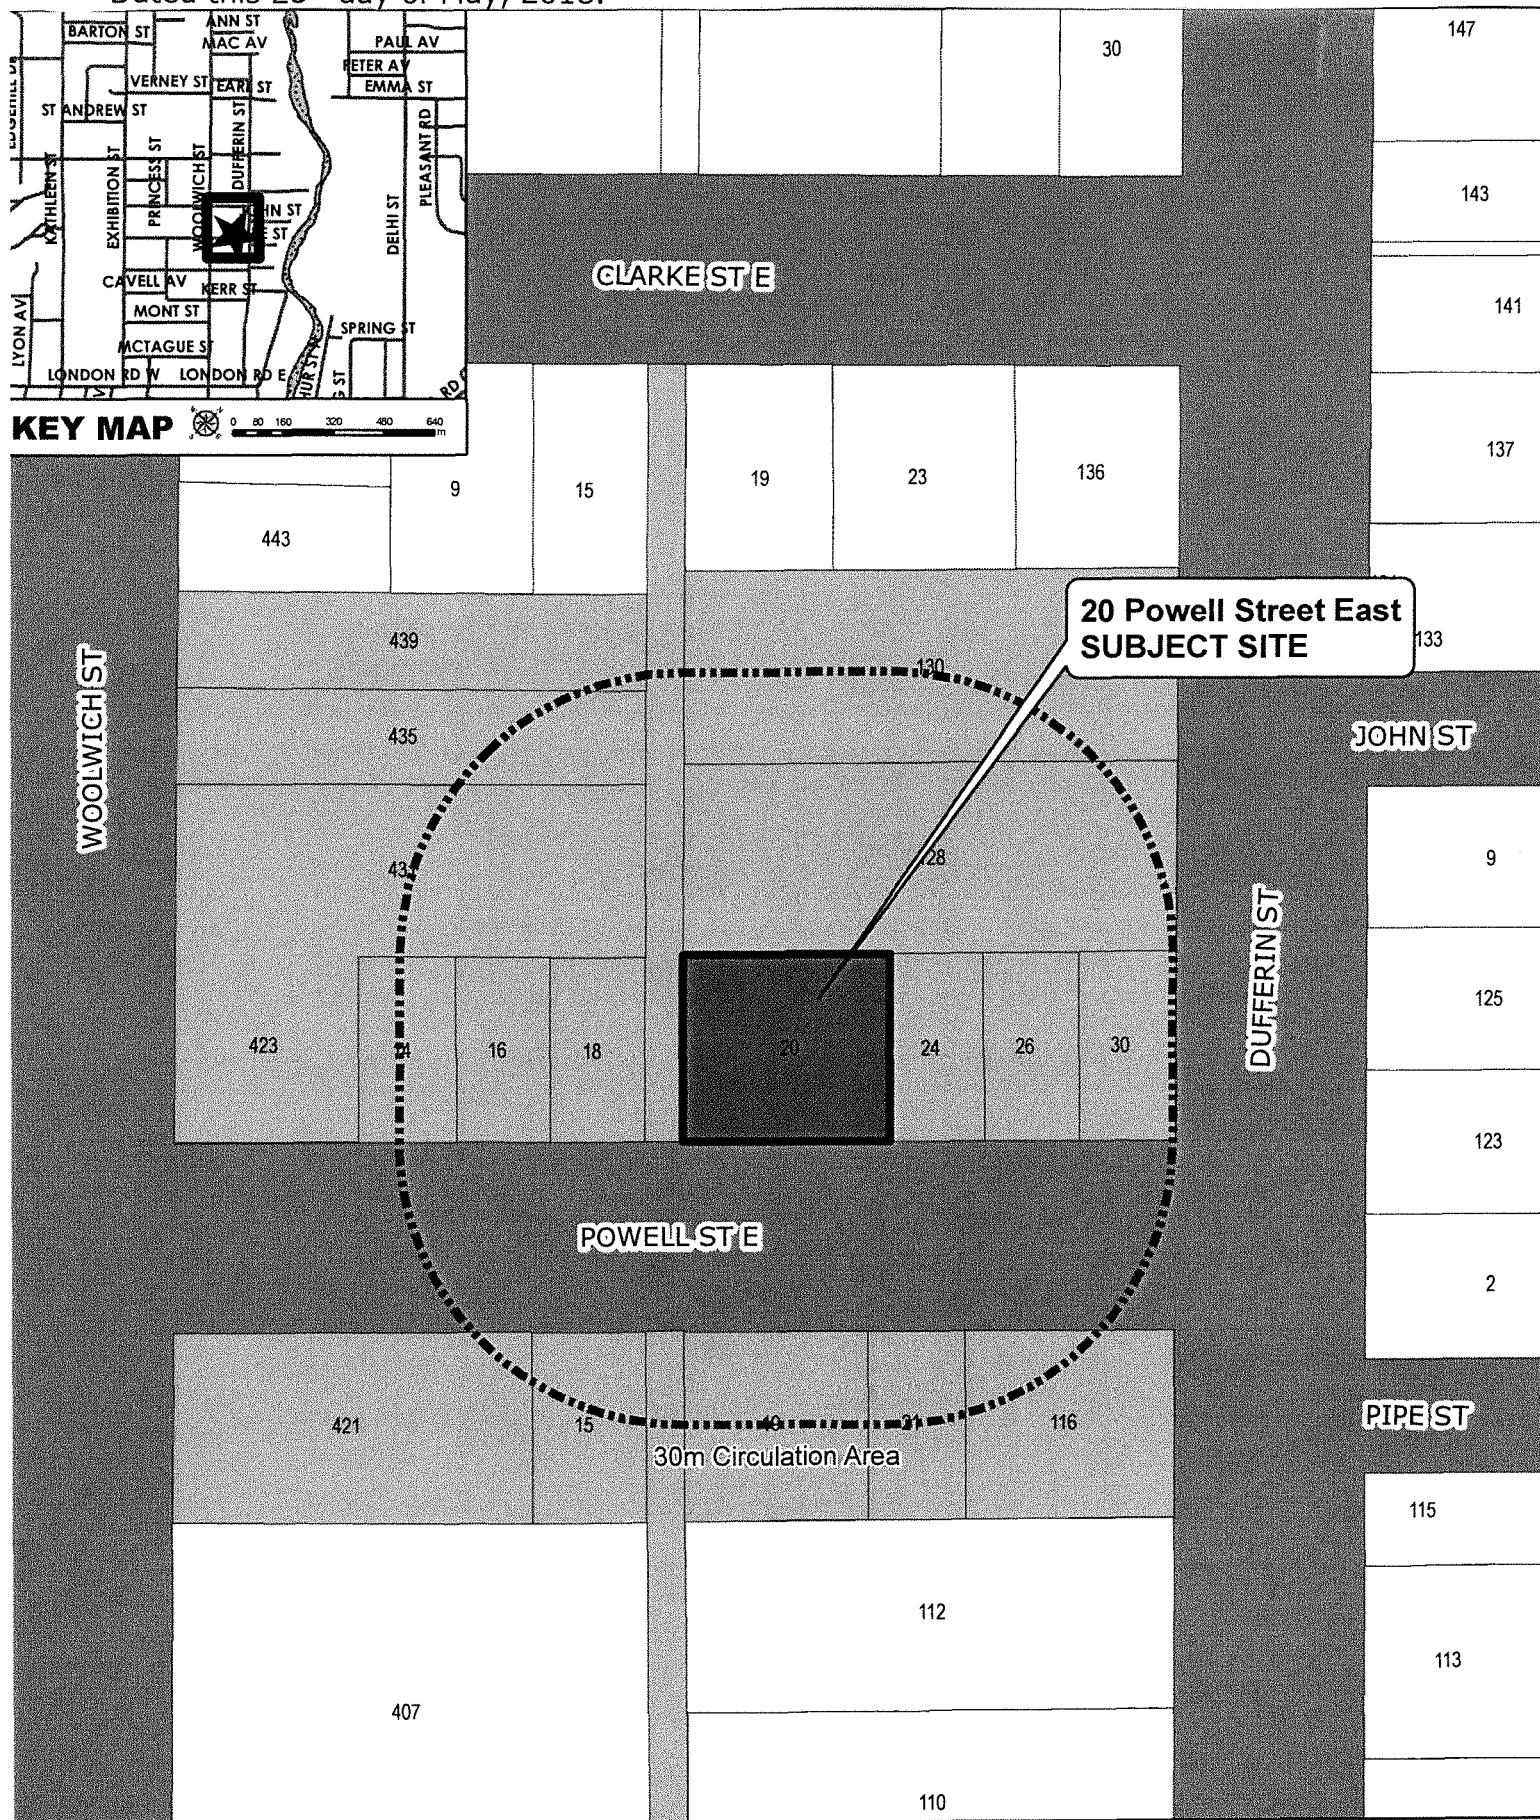 BARTON ST
ANN ST
MAC AV
PAUL AV
PETER AV
VERNEY ST
EARL ST
EMMA ST
ST ANDREW ST
DUFFERIN ST
PLEASANT RD
KATHLEEN ST
EXHIBITION ST
PRINCESS ST
WOOLWICH ST
DELHI ST
CAVELL AV
KERR ST
MONT ST
SPRING ST
LYON AV
MCTAGUE ST
LONDON RD W
LONDON RD E
KEY MAP
0 80 160 320 480 640
m
30
147
143
CLARKE ST E
141
137
9
15
19
23
136
443
20 Powell Street East
SUBJECT SITE
133
439
130
WOOLWICH ST
435
JOHN ST
128
9
DUFFERIN ST
125
423
14
16
18
20
24
26
30
123
POWELL ST E
2
421
15
19
21
116
PIPE ST
30m Circulation Area
115
112
113
407
110